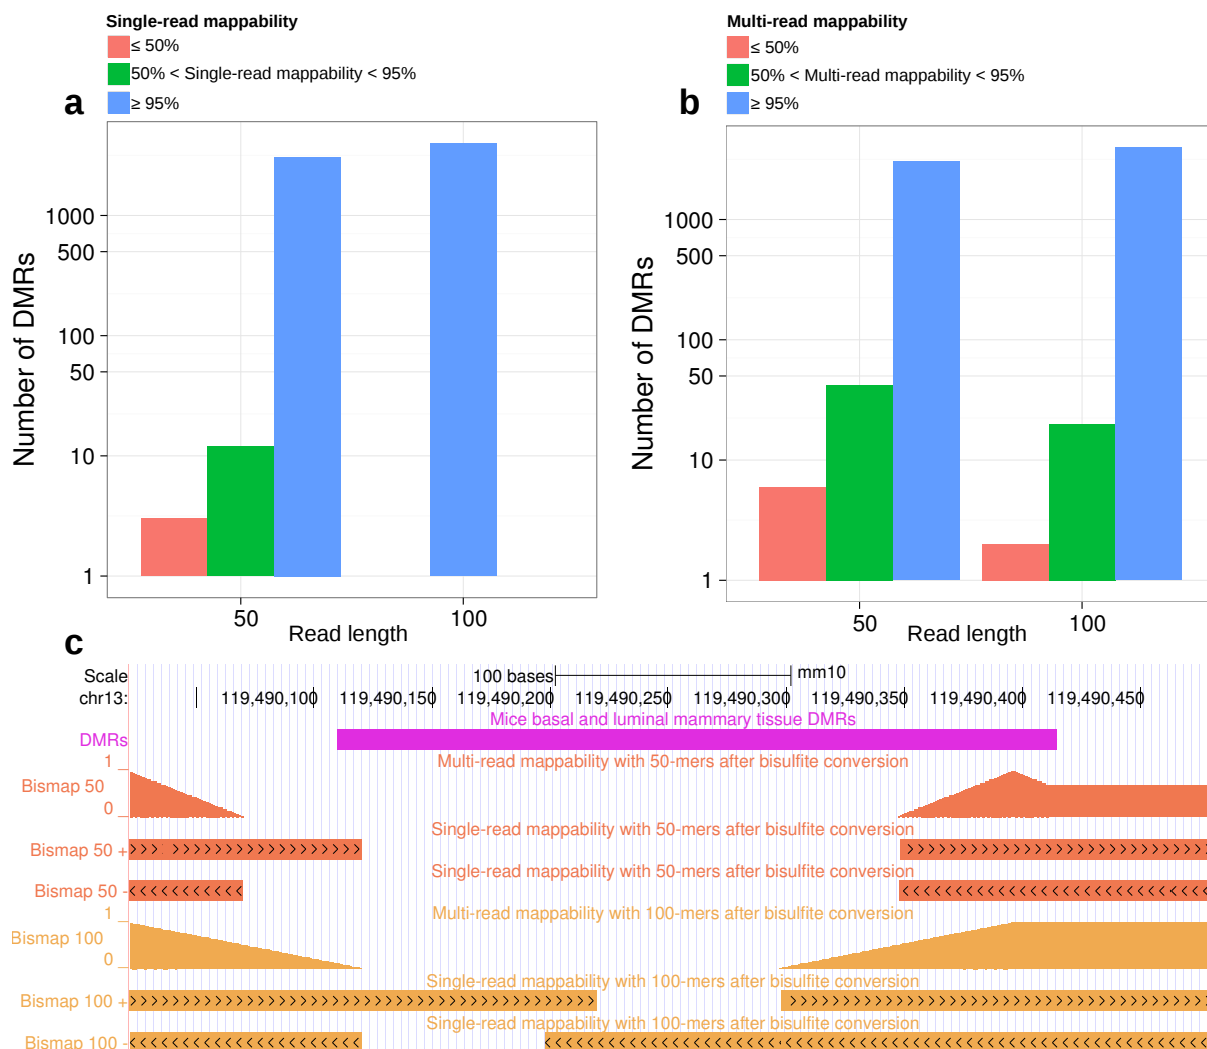 Single-read mappability
≤ 50%
50% < Single-read mappability < 95%
≥ 95%
a
1000
500
100
50
10
1
Number of DMRs
50
100
Read length
Multi-read mappability
≤ 50%
50% < Multi-read mappability < 95%
≥ 95%
b
1000
500
100
50
10
1
Number of DMRs
50
100
Read length
c
Scale 100 bases mm10
chr13: 119,490,100 119,490,150 119,490,200 119,490,250 119,490,300 119,490,350 119,490,400 119,490,450
Mice basal and luminal mammary tissue DMRs
DMRs
Multi-read mappability with 50-mers after bisulfite conversion
1
Bismap 50
0
Single-read mappability with 50-mers after bisulfite conversion
Bismap 50 +
Single-read mappability with 50-mers after bisulfite conversion
Bismap 50 -
Multi-read mappability with 100-mers after bisulfite conversion
1
Bismap 100
0
Single-read mappability with 100-mers after bisulfite conversion
Bismap 100 +
Single-read mappability with 100-mers after bisulfite conversion
Bismap 100 -